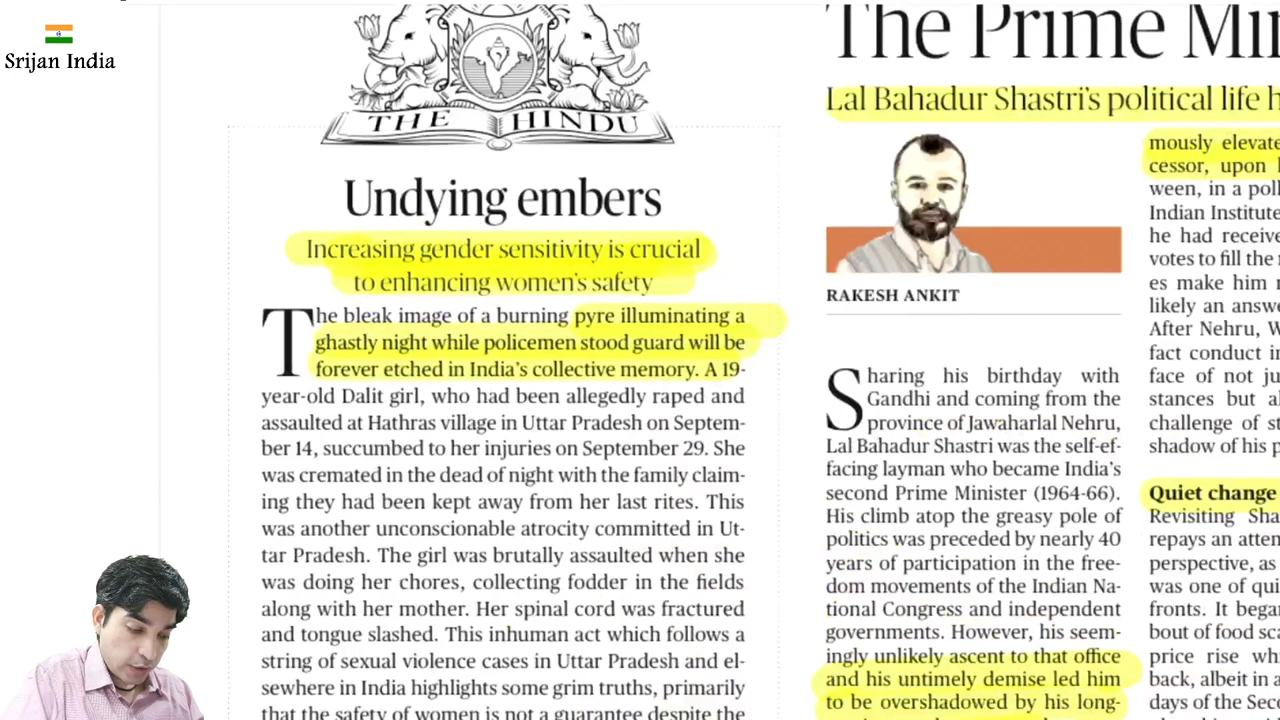 Srijan India
THE HINDU
Undying embers
Increasing gender sensitivity is crucial
to enhancing women's safety
The bleak image of a burning pyre illuminating a
ghastly night while policemen stood guard will be
forever etched in India's collective memory. A 19-
year-old Dalit girl, who had been allegedly raped and
assaulted at Hathras village in Uttar Pradesh on Septem-
ber 14, succumbed to her injuries on September 29. She
was cremated in the dead of night with the family claim-
ing they had been kept away from her last rites. This
was another unconscionable atrocity committed in Ut-
tar Pradesh. The girl was brutally assaulted when she
was doing her chores, collecting fodder in the fields
along with her mother. Her spinal cord was fractured
and tongue slashed. This inhuman act which follows a
string of sexual violence cases in Uttar Pradesh and el-
sewhere in India highlights some grim truths, primarily
that the safety of women is not a guarantee despite the
The Prime Mi
Lal Bahadur Shastri's political life h
RAKESH ANKIT
Sharing his birthday with
Gandhi and coming from the
province of Jawaharlal Nehru,
Lal Bahadur Shastri was the self-ef-
facing layman who became India's
second Prime Minister (1964-66).
His climb atop the greasy pole of
politics was preceded by nearly 40
years of participation in the free-
dom movements of the Indian Na-
tional Congress and independent
governments. However, his seem-
ingly unlikely ascent to that office
and his untimely demise led him
to be overshadowed by his long-
mously elevate
cessor, upon
ween, in a poll
Indian Institute
he had receive
votes to fill the
es make him
likely an answe
After Nehru, W
fact conduct in
face of not ju
stances but al
challenge of st
shadow of his p
Quiet change
Revisiting Sha
repays an atten
perspective, as
was one of qui
fronts. It bega
bout of food sc
price rise wh
back, albeit in a
days of the Sec